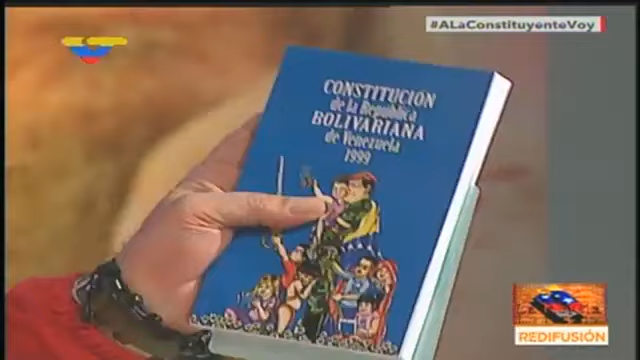 #ALaConstituyenteVoy
CONSTITUCION
de la República
BOLIVARIANA
de Venezuela
1999
REDIFUSIÓN